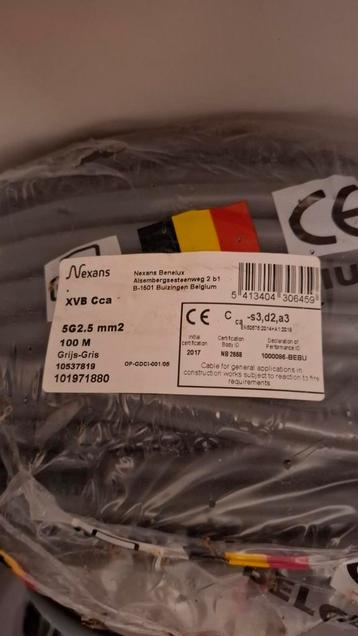 Nexans
Nexans Benelux
Alsembergsesteenweg 2 b1
B-1501 Buizingen Belgium
XVB Cca
5G2.5 mm2
100 M
Grijs-Gris
10537819
101971880
OP-GDCI-001/05
5 413404 306459
CE
Cca -s3,d2,a3
EN50575:2014+A1:2016
Initial certification
2017
Certification Body ID
NB 2888
Declaration of Performance ID
1000086-BEBU
Cable for general applications in
construction works subject to reaction to fire
requirements
CE